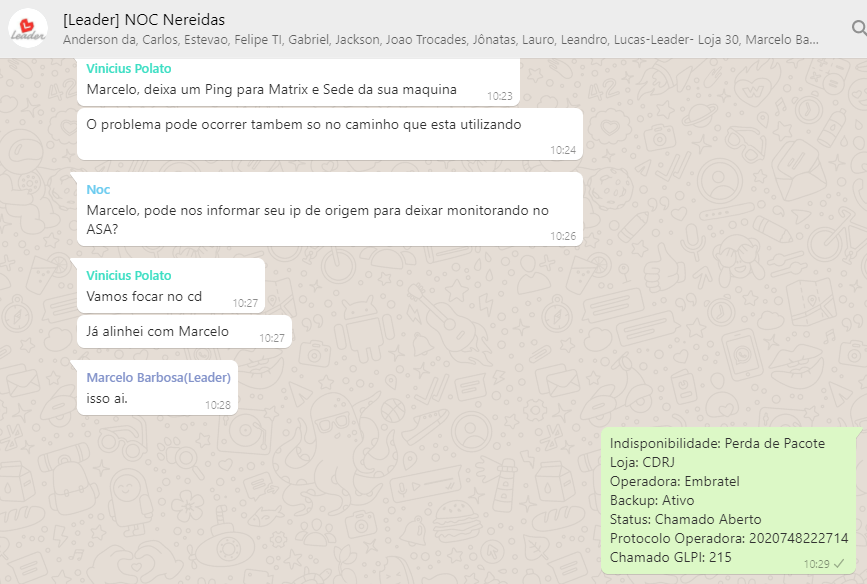 Leader
[Leader] NOC Nereidas
Anderson da, Carlos, Estevao, Felipe TI, Gabriel, Jackson, Joao Trocades, Jônatas, Lauro, Leandro, Lucas-Leader- Loja 30, Marcelo Ba...
Vinicius Polato
Marcelo, deixa um Ping para Matrix e Sede da sua maquina
10:23
O problema pode ocorrer tambem so no caminho que esta utilizando
10:24
Noc
Marcelo, pode nos informar seu ip de origem para deixar monitorando no
ASA?
10:26
Vinicius Polato
Vamos focar no cd
10:27
Já alinhei com Marcelo
10:27
Marcelo Barbosa(Leader)
isso ai.
10:28
Indisponibilidade: Perda de Pacote
Loja: CDRJ
Operadora: Embratel
Backup: Ativo
Status: Chamado Aberto
Protocolo Operadora: 2020748222714
Chamado GLPI: 215
10:29